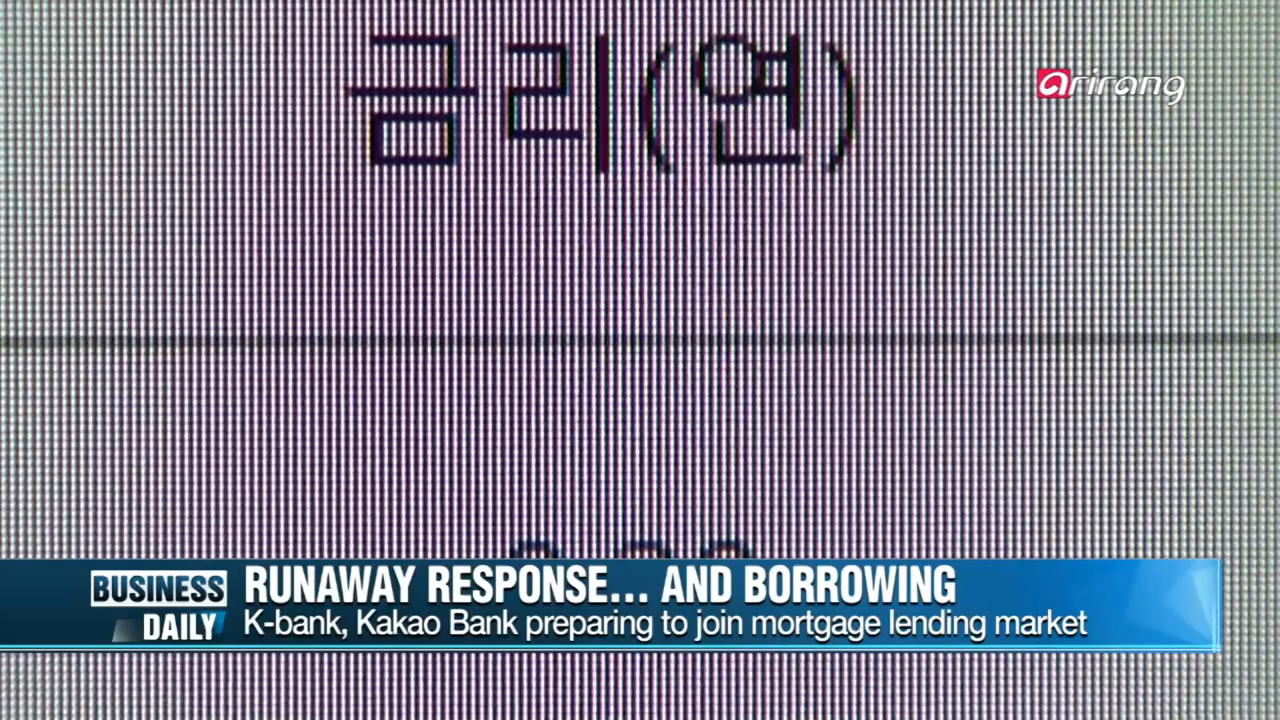 금리(연)
arirang
BUSINESS
DAILY
RUNAWAY RESPONSE... AND BORROWING
K-bank, Kakao Bank preparing to join mortgage lending market